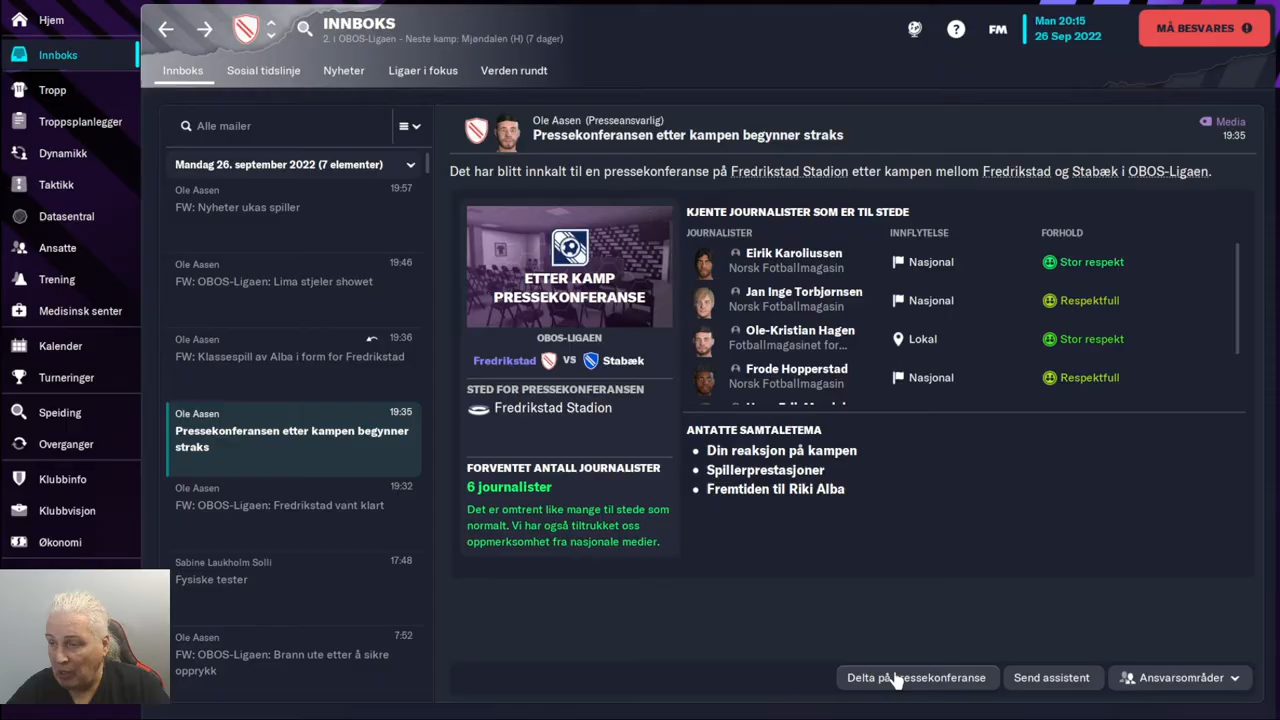 Hjem
Innboks
Tropp
Troppsplanlegger
Dynamikk
Taktikk
Datasentral
Ansatte
Trening
Medisinsk senter
Kalender
Turneringer
Speiding
Overganger
Klubbinfo
Klubbvisjon
Økonomi
INNBOKS
2. i OBOS-Ligaen - Neste kamp: Mjøndalen (H) (7 dager)
FM
Man 20:15
26 Sep 2022
MÅ BESVARES
Innboks
Sosial tidslinje
Nyheter
Ligaer i fokus
Verden rundt
Alle mailer
Mandag 26. september 2022 (7 elementer)
Ole Aasen 19:57
FW: Nyheter ukas spiller
Ole Aasen 19:46
FW: OBOS-Ligaen: Lima stjeler showet
Ole Aasen 19:36
FW: Klassespill av Alba i form for Fredrikstad
Ole Aasen 19:35
Pressekonferansen etter kampen begynner
straks
Ole Aasen 19:32
FW: OBOS-Ligaen: Fredrikstad vant klart
Sabine Laukholm Solli 17:48
Fysiske tester
Ole Aasen 7:52
FW: OBOS-Ligaen: Brann ute etter å sikre
opprykk
Ole Aasen (Presseansvarlig)
Pressekonferansen etter kampen begynner straks
Media
19:35
Det har blitt innkalt til en pressekonferanse på Fredrikstad Stadion etter kampen mellom Fredrikstad og Stabæk i OBOS-Ligaen.
ETTER KAMP
PRESSEKONFERANSE
OBOS-LIGAEN
Fredrikstad VS Stabæk
STED FOR PRESSEKONFERANSEN
Fredrikstad Stadion
FORVENTET ANTALL JOURNALISTER
6 journalister
Det er omtrent like mange til stede som
normalt. Vi har også tiltrukket oss
oppmerksomhet fra nasjonale medier.
KJENTE JOURNALISTER SOM ER TIL STEDE
JOURNALISTER INNFLYTELSE FORHOLD
Eirik Karoliussen
Norsk Fotballmagasin
Nasjonal
Stor respekt
Jan Inge Torbjørnsen
Norsk Fotballmagasin
Nasjonal
Respektfull
Ole-Kristian Hagen
Fotballmagasinet for...
Lokal
Stor respekt
Frode Hopperstad
Norsk Fotballmagasin
Nasjonal
Respektfull
ANTATTE SAMTALETEMA
Din reaksjon på kampen
Spillerprestasjoner
Fremtiden til Riki Alba
Delta på pressekonferanse
Send assistent
Ansvarsområder